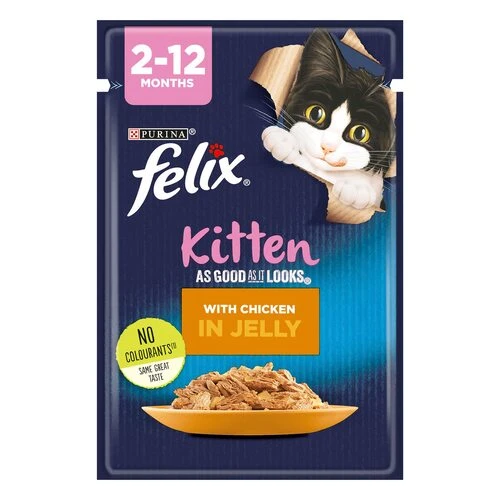 2-12
MONTHS
PURINA®
felix®
Kitten
AS GOOD AS IT LOOKS®
WITH CHICKEN
IN JELLY
NO
COLOURANTS(1)
SAME GREAT
TASTE